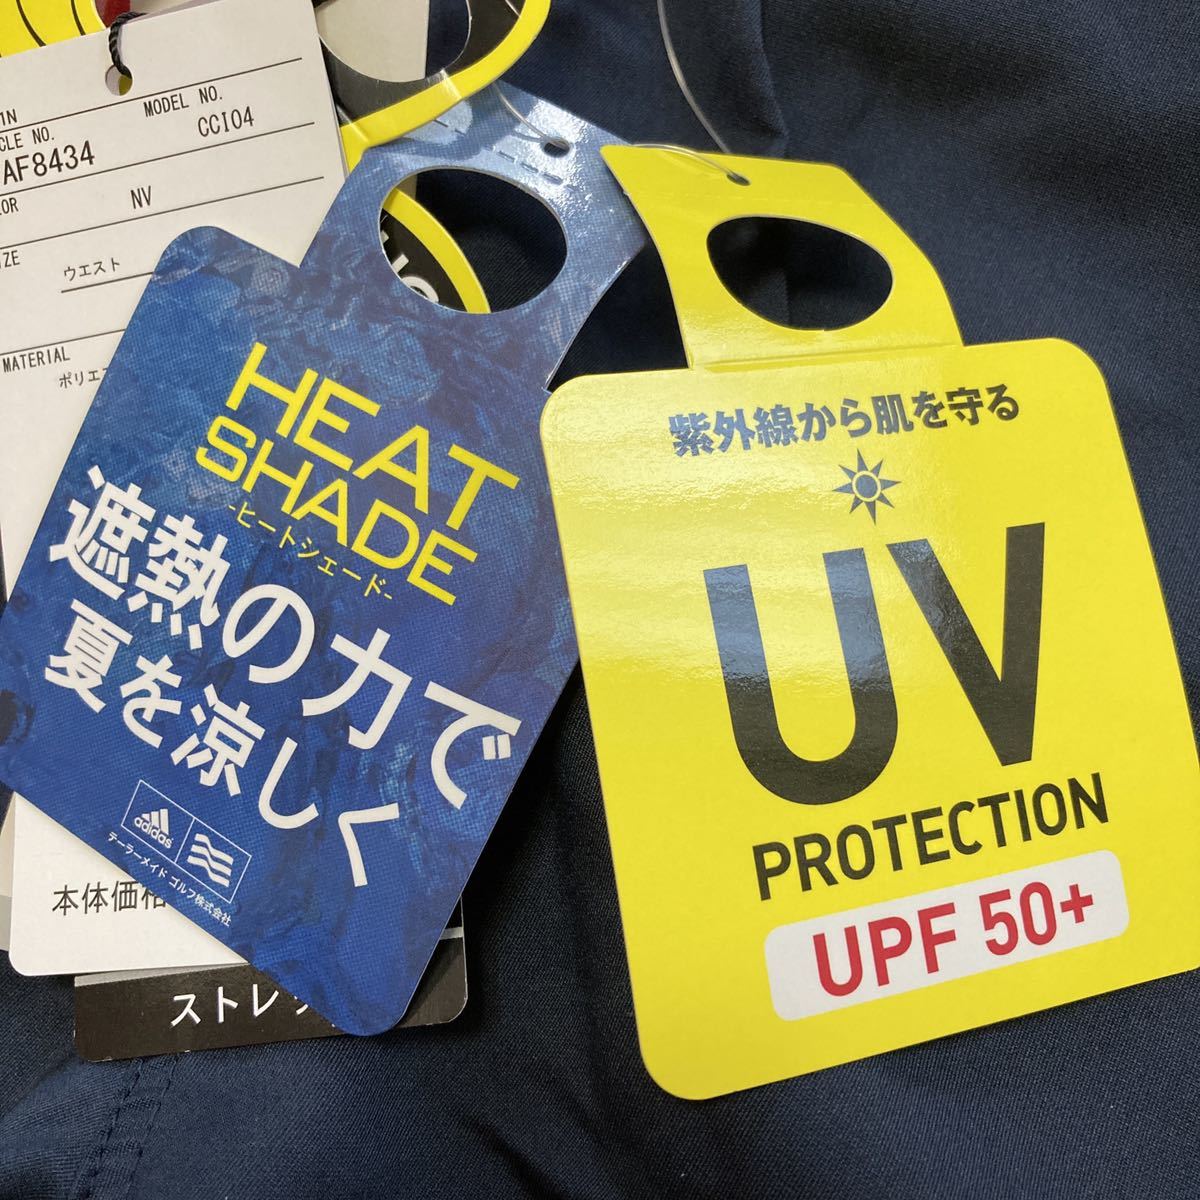 MODEL NO.
CCI04
CLE NO.
AF8434
NV
ウエスト
MATERIAL
本体価格
HEAT
SHADE
-ヒートシェード-
遮熱の力で
夏を涼しく
adidas
テーラーメイド ゴルフ株式会社
ストレッ
紫外線から肌を守る
UV
PROTECTION
UPF 50+